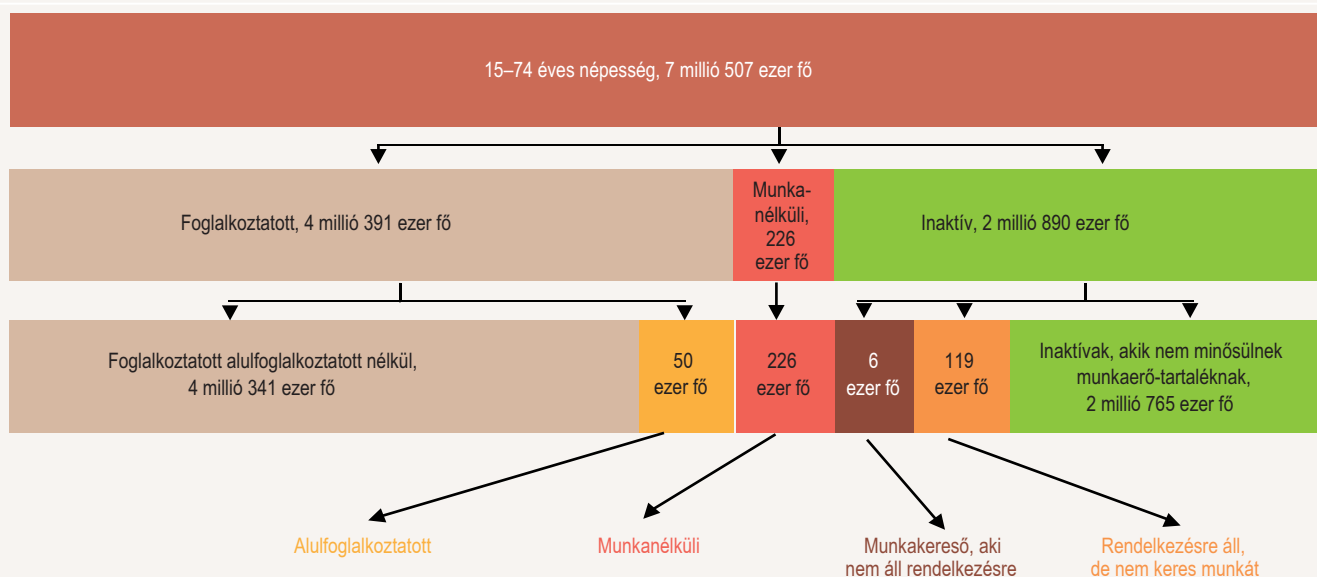 15–74 éves népesség, 7 millió 507 ezer fő
Foglalkoztatott, 4 millió 391 ezer fő
Munka-
nélküli,
226
ezer fő
Inaktív, 2 millió 890 ezer fő
Foglalkoztatott alulfoglalkoztatott nélkül,
4 millió 341 ezer fő
50
ezer fő
226
ezer fő
6
ezer fő
119
ezer fő
Inaktívak, akik nem minősülnek
munkaerő-tartaléknak,
2 millió 765 ezer fő
Alulfoglalkoztatott
Munkanélküli
Munkakereső, aki
nem áll rendelkezésre
Rendelkezésre áll,
de nem keres munkát